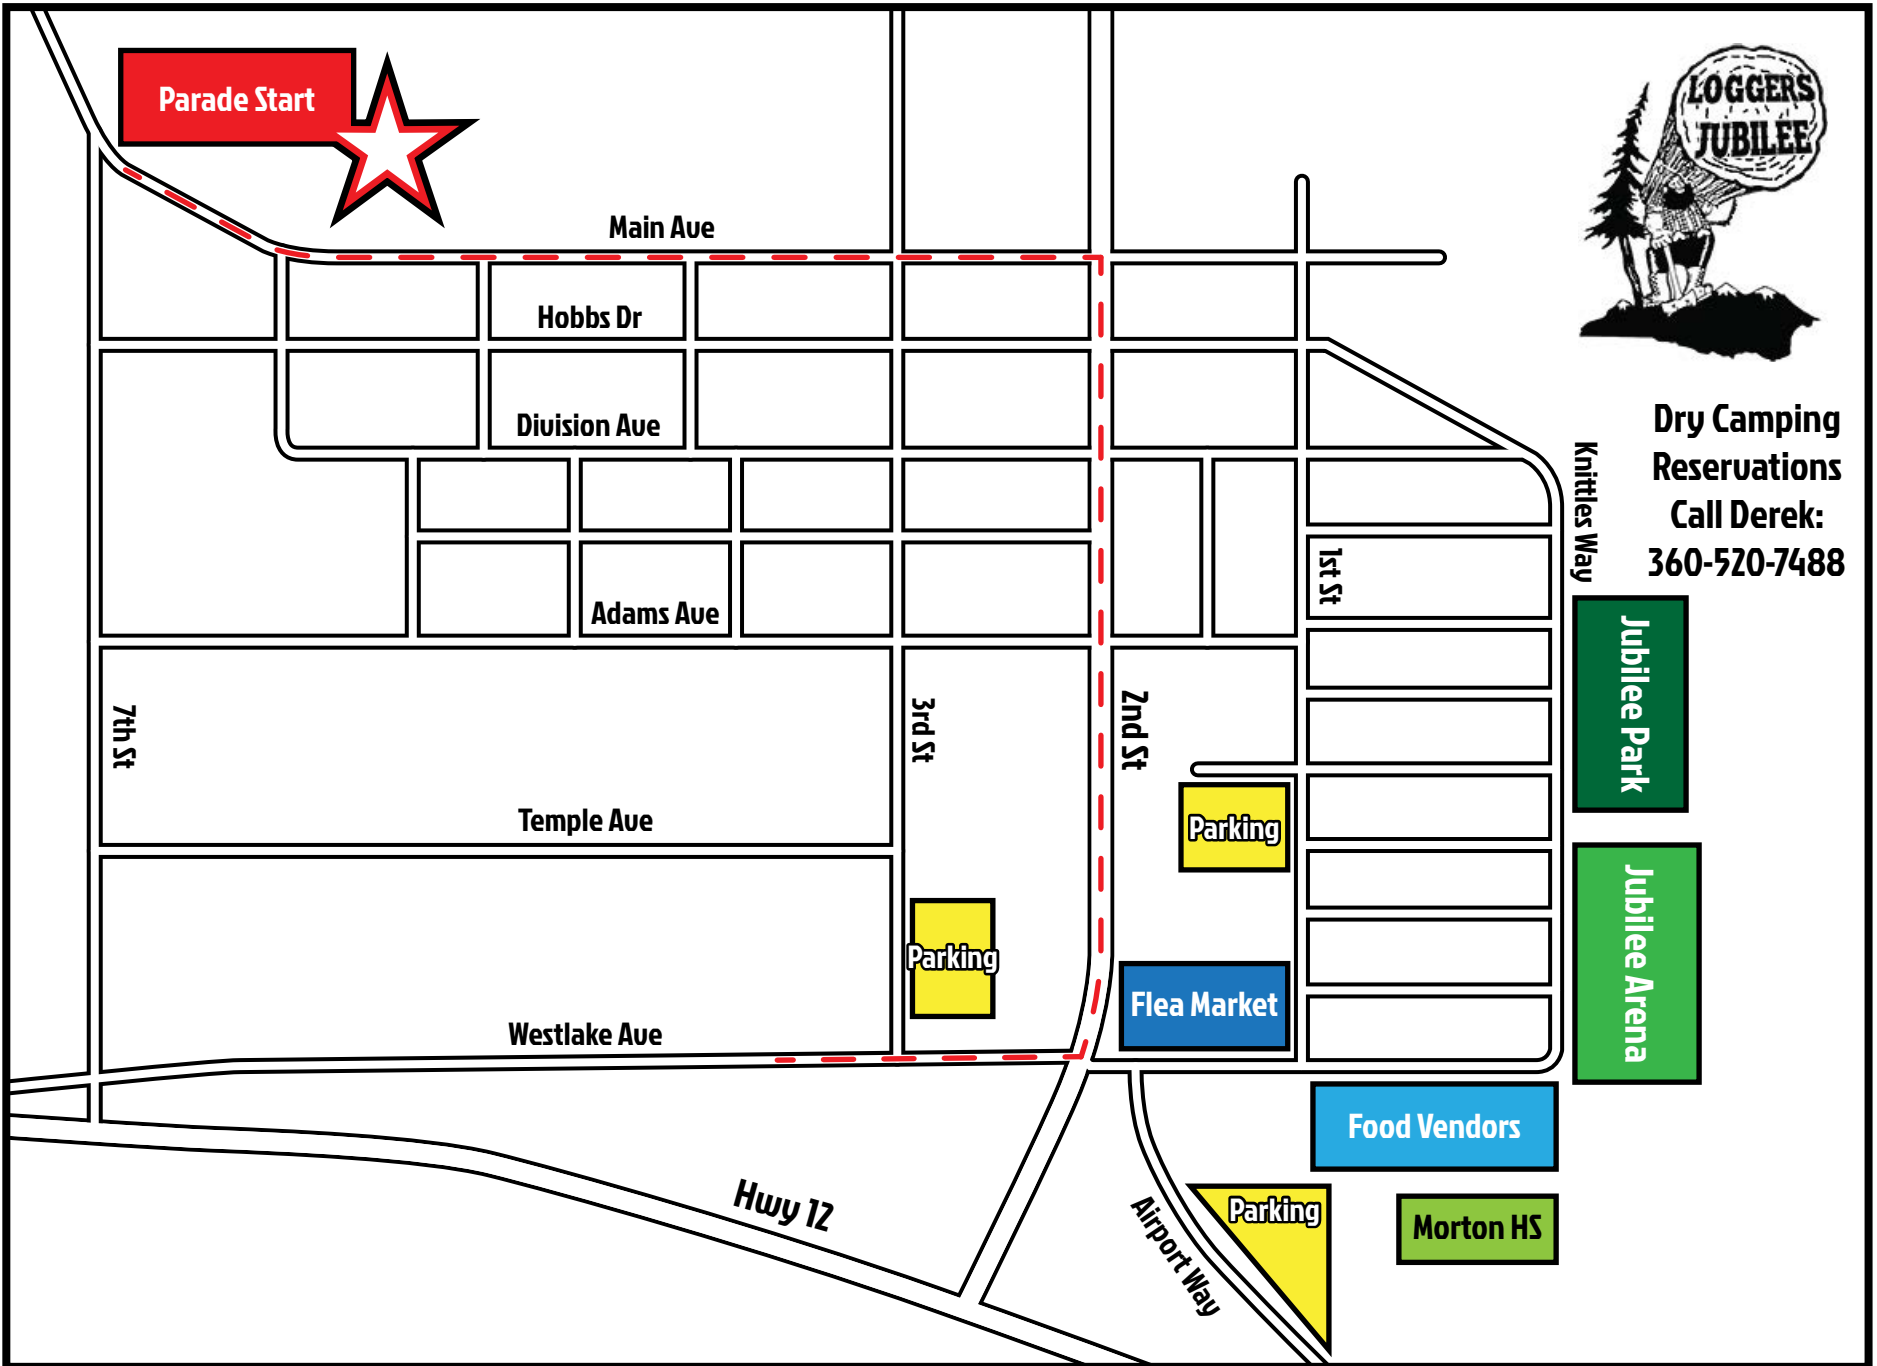 Parade Start
LOGGERS
JUBILEE
Main Ave
Hobbs Dr
Division Ave
Dry Camping
Reservations
Call Derek:
360-520-7488
Knittles Way
1st St
Adams Ave
Jubilee Park
7th St
3rd St
2nd St
Temple Ave
Parking
Parking
Jubilee Arena
Flea Market
Westlake Ave
Food Vendors
Hwy 12
Airport Way
Parking
Morton HS